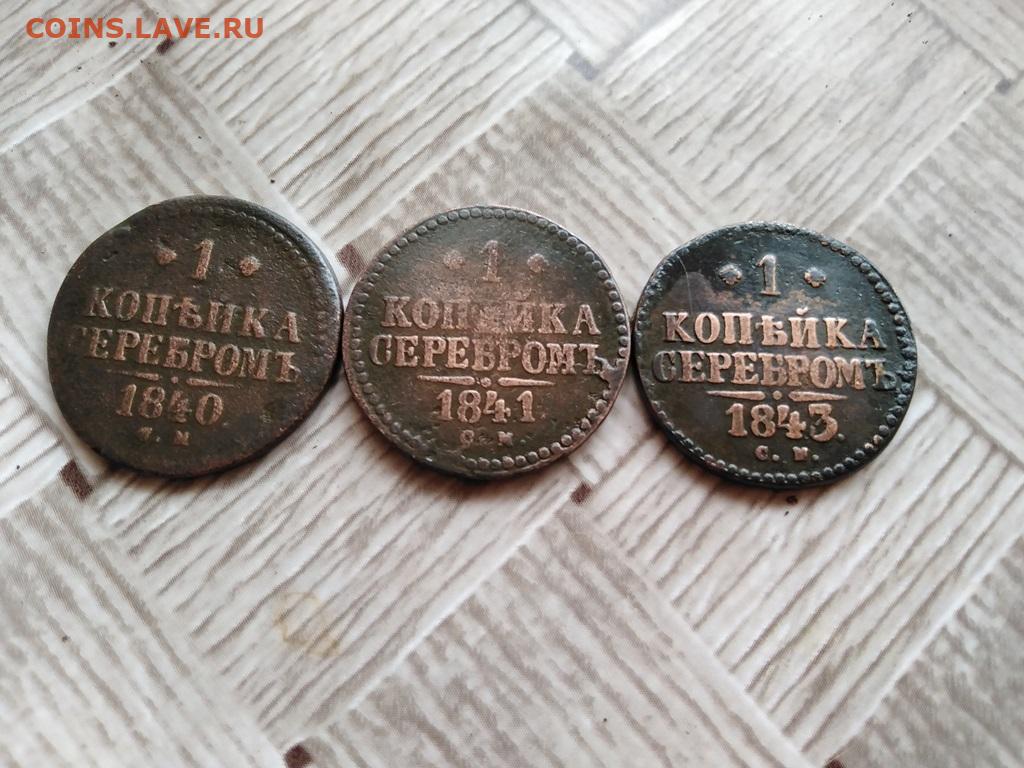 COINS.LAVE.RU
1
КОПѢЙКА
СЕРЕБРОМЪ
1840.
1
КОПѢЙКА
СЕРЕБРОМЪ
1841.
С. М.
1
КОПѢЙКА
СЕРЕБРОМЪ
1843.
С. М.